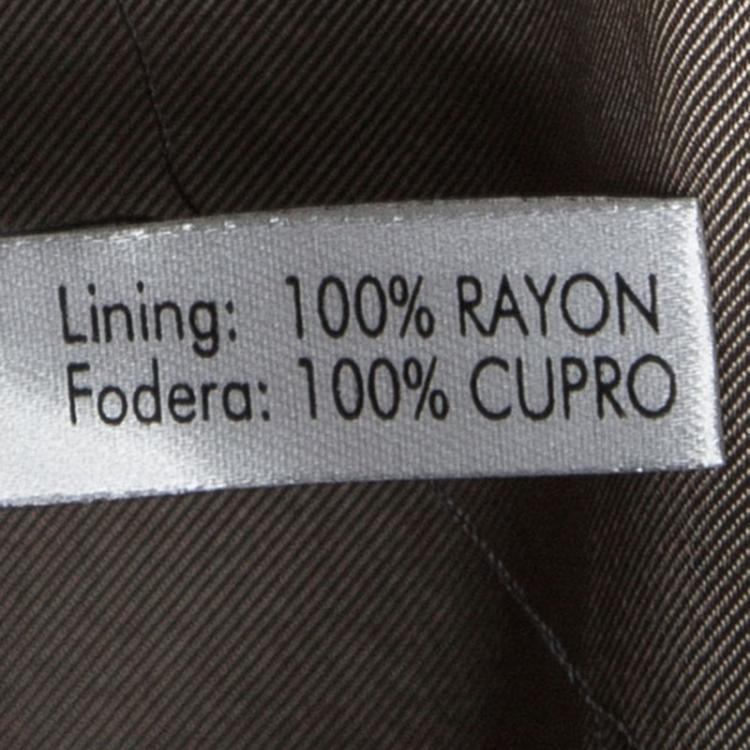 Lining: 100% RAYON
Fodera: 100% CUPRO